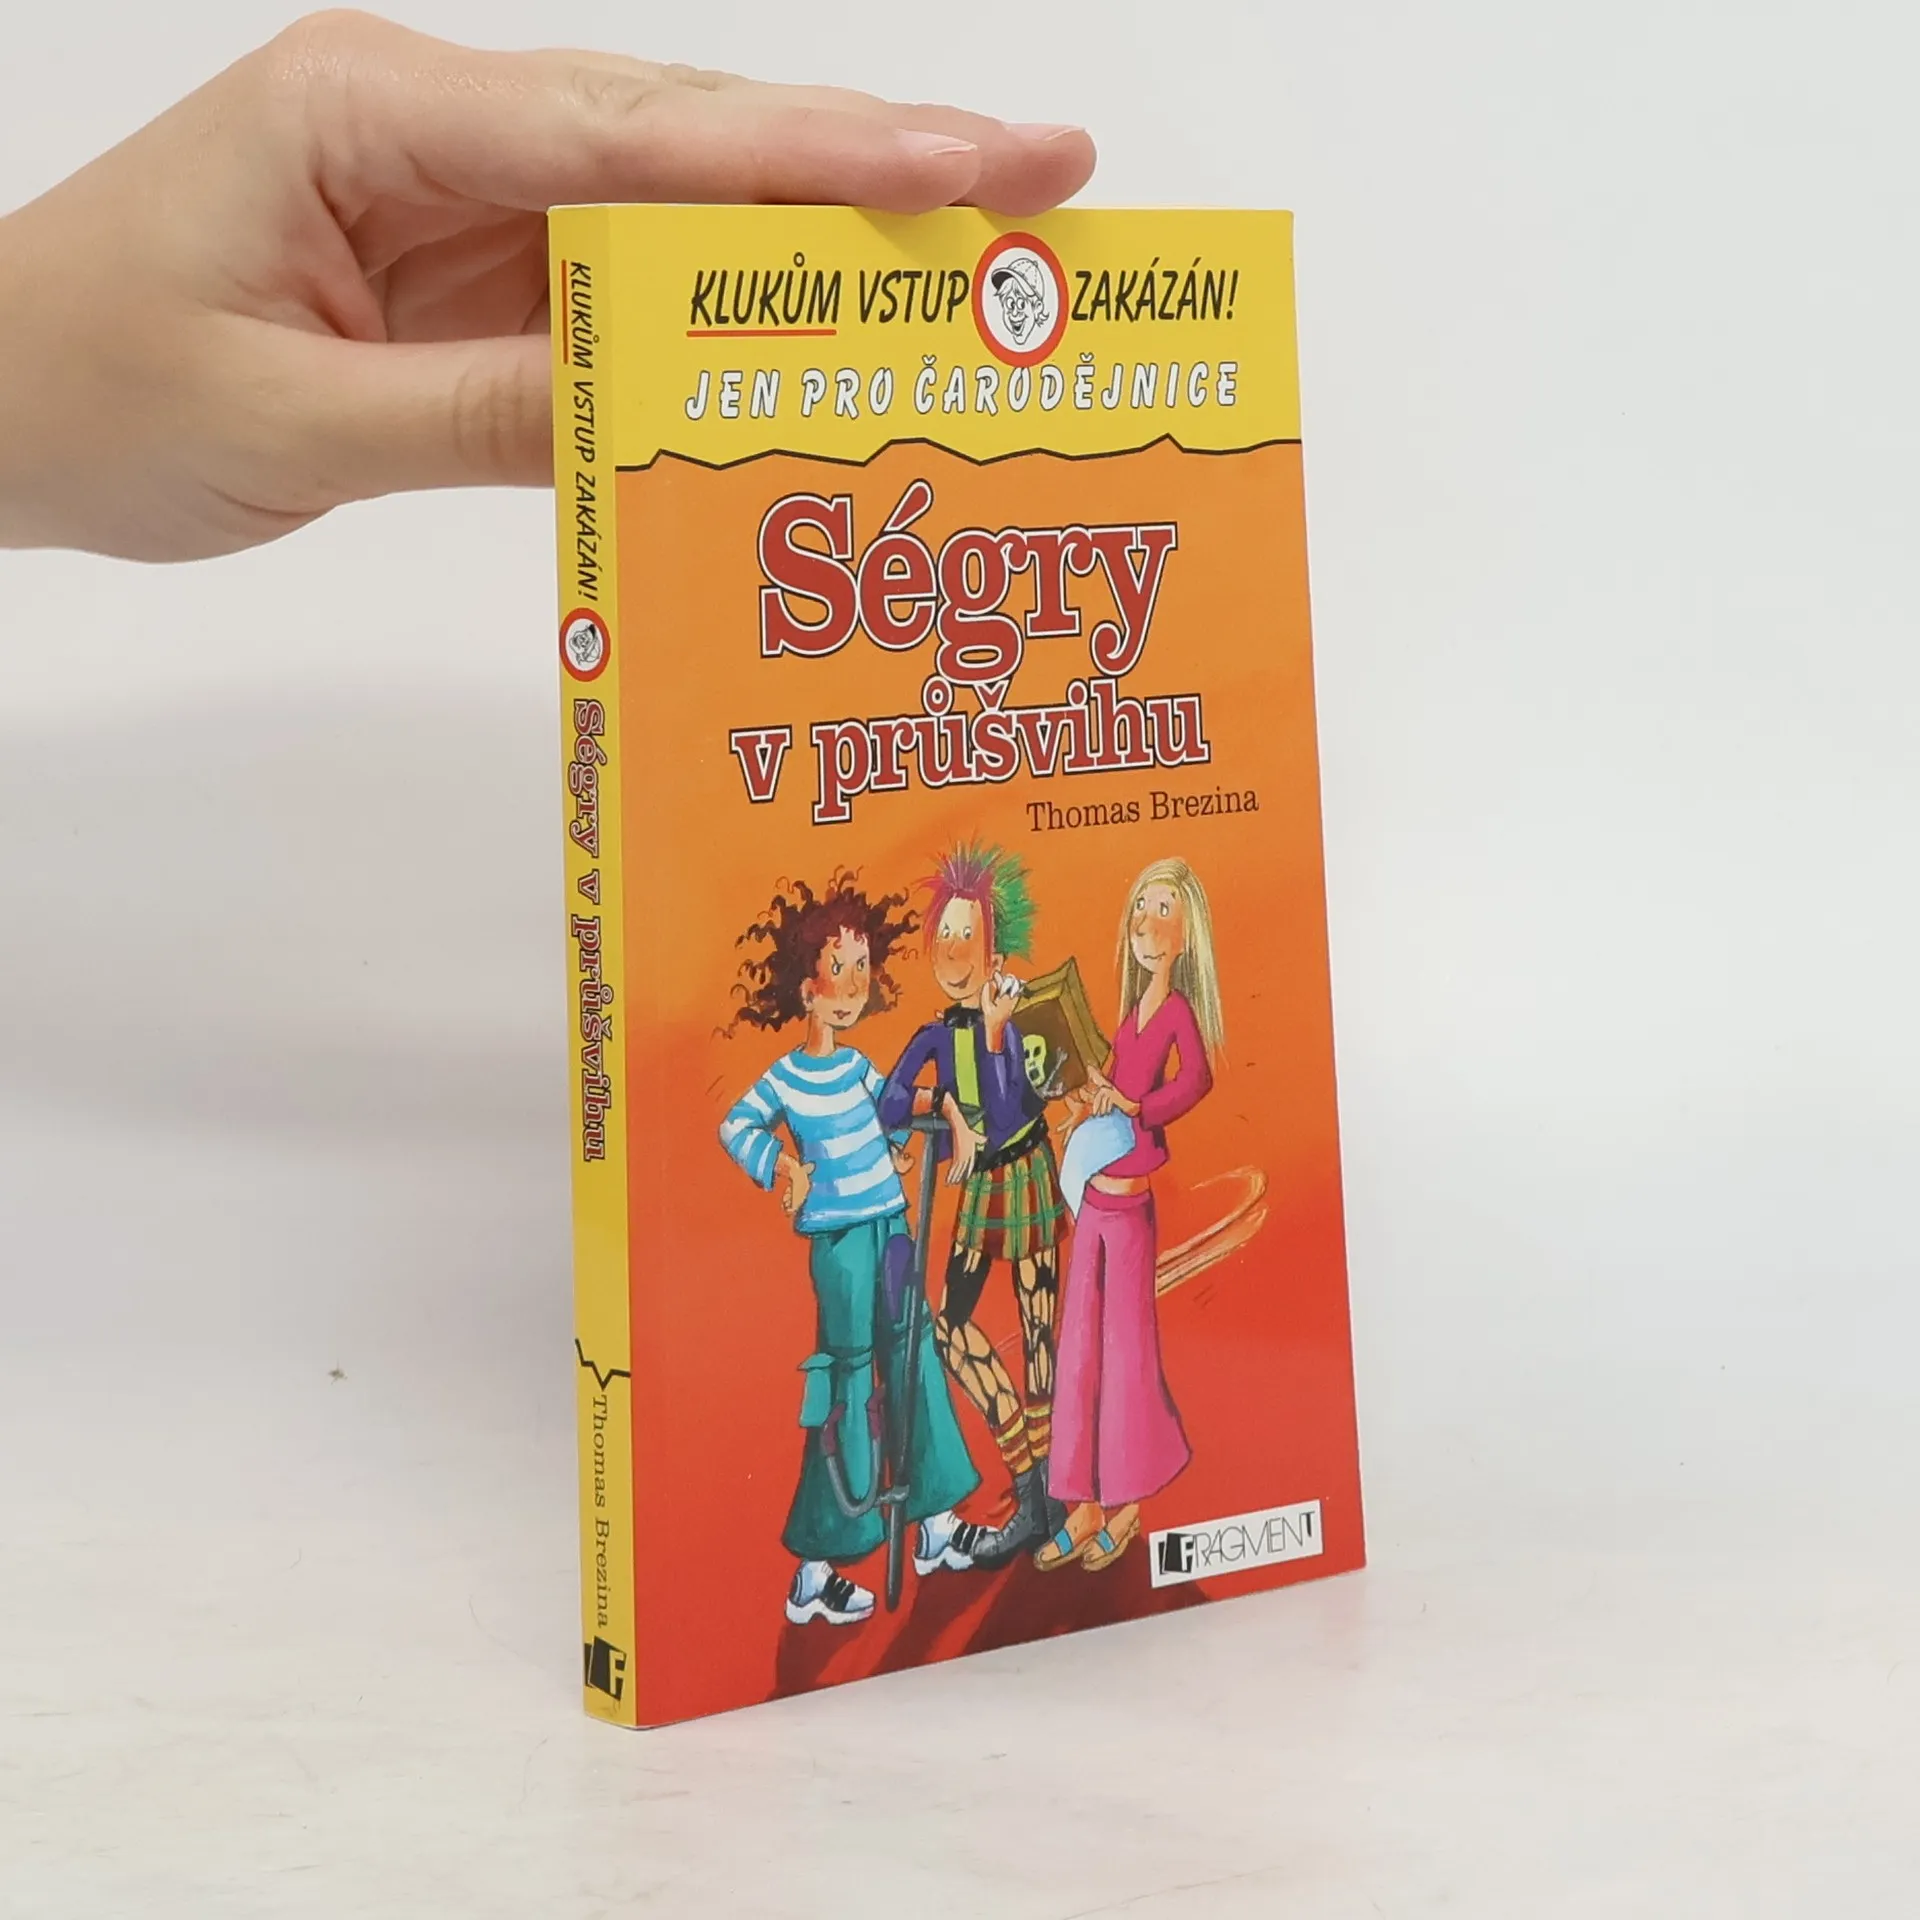 KLUKŮM VSTUP ZAKÁZÁN!
JEN PRO ČARODĚJNICE
Ségry
v průšvihu
Thomas Brezina
FRAGMENT
KLUKŮM VSTUP ZAKÁZÁN! Ségry v průšvihu Thomas Brezina